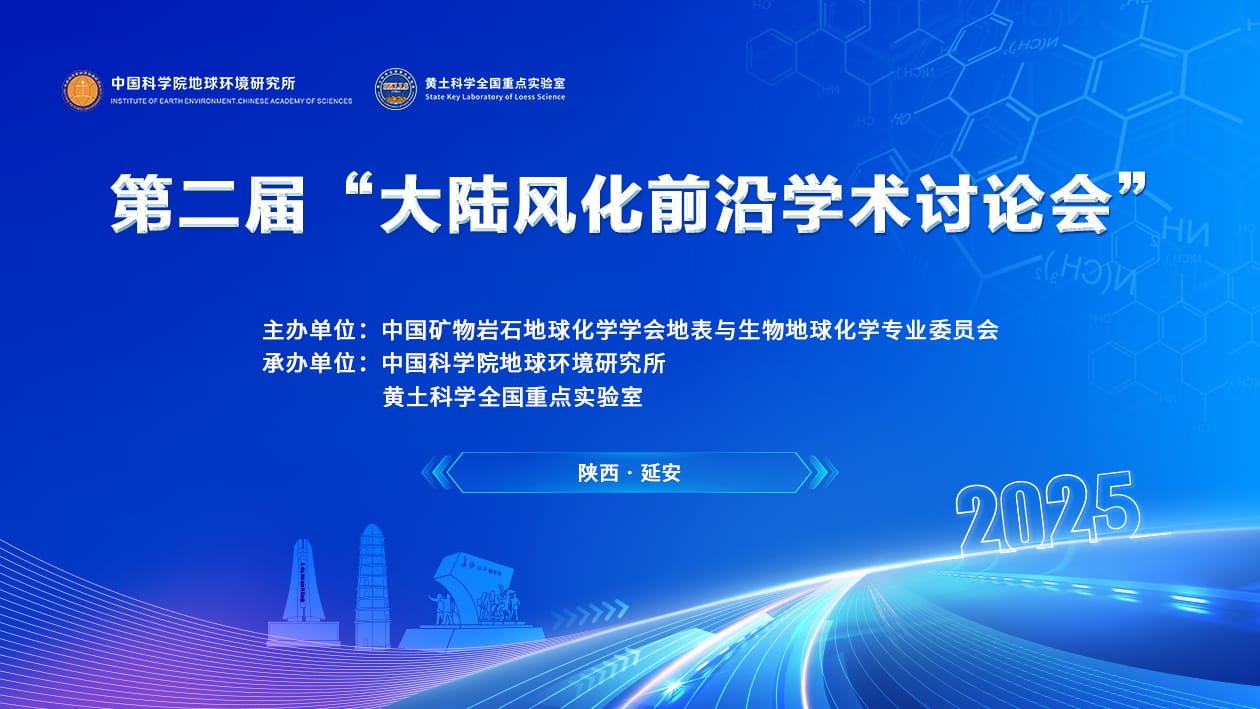 中国科学院地球环境研究所
INSTITUTE OF EARTH ENVIRONMENT,CHINESE ACADEMY OF SCIENCES
黄土科学全国重点实验室
State Key Laboratory of Loess Science
第二届“大陆风化前沿学术讨论会”
主办单位：中国矿物岩石地球化学学会地表与生物地球化学专业委员会
承办单位：中国科学院地球环境研究所
黄土科学全国重点实验室
陕西·延安
2025
SKLLS
OH
NH
N(CH₃)₂